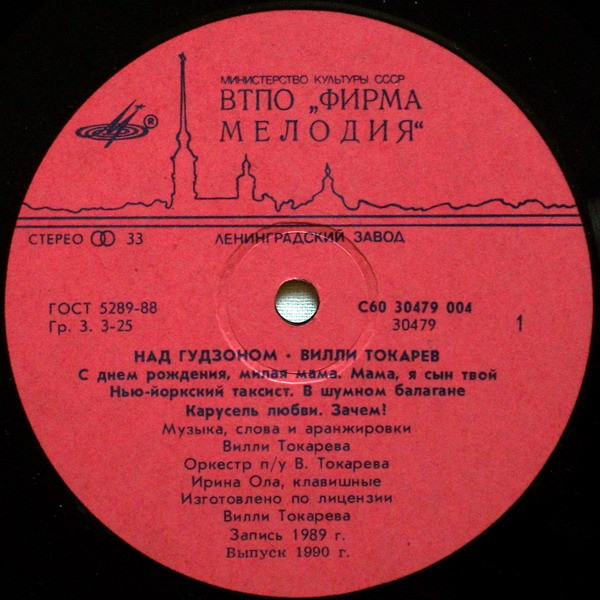 МИНИСТЕРСТВО КУЛЬТУРЫ СССР
ВТПО „ФИРМА
МЕЛОДИЯ“
®
СТЕРЕО 33
ЛЕНИНГРАДСКИЙ ЗАВОД
ГОСТ 5289-88
С60 30479 004
Гр. 3. 3-25
30479
1
НАД ГУДЗОНОМ · ВИЛЛИ ТОКАРЕВ
С днем рождения, милая мама. Мама, я сын твой
Нью-йоркский таксист. В шумном балагане
Карусель любви. Зачем!
Музыка, слова и аранжировки
Вилли Токарева
Оркестр п/у В. Токарева
Ирина Ола, клавишные
Изготовлено по лицензии
Вилли Токарева
Запись 1989 г.
Выпуск 1990 г.